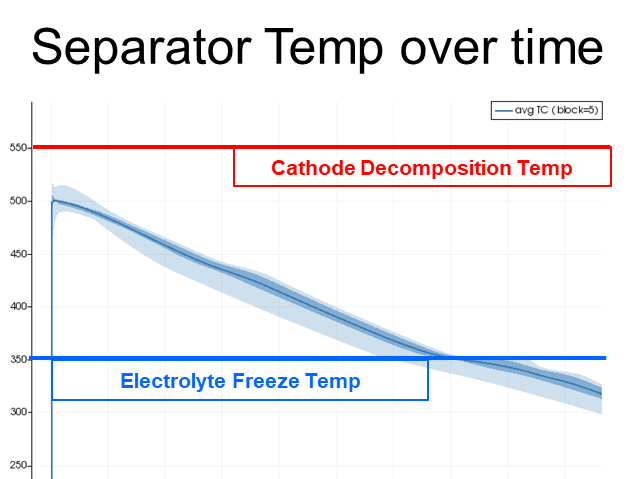 Separator Temp over time
avg TC (block=5)
550
Cathode Decomposition Temp
500
450
400
350
Electrolyte Freeze Temp
300
250